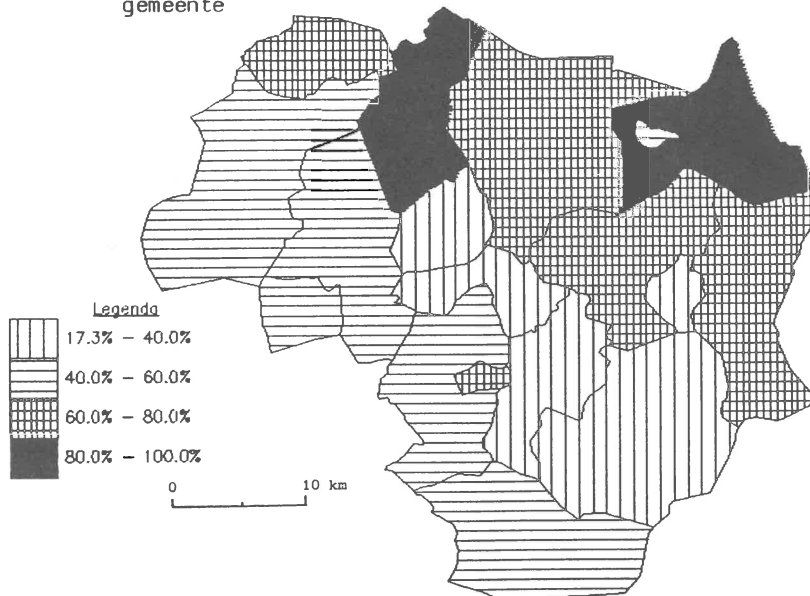 gemeente
Legenda
17.3% – 40.0%
40.0% – 60.0%
60.0% – 80.0%
80.0% – 100.0%
0 10 km